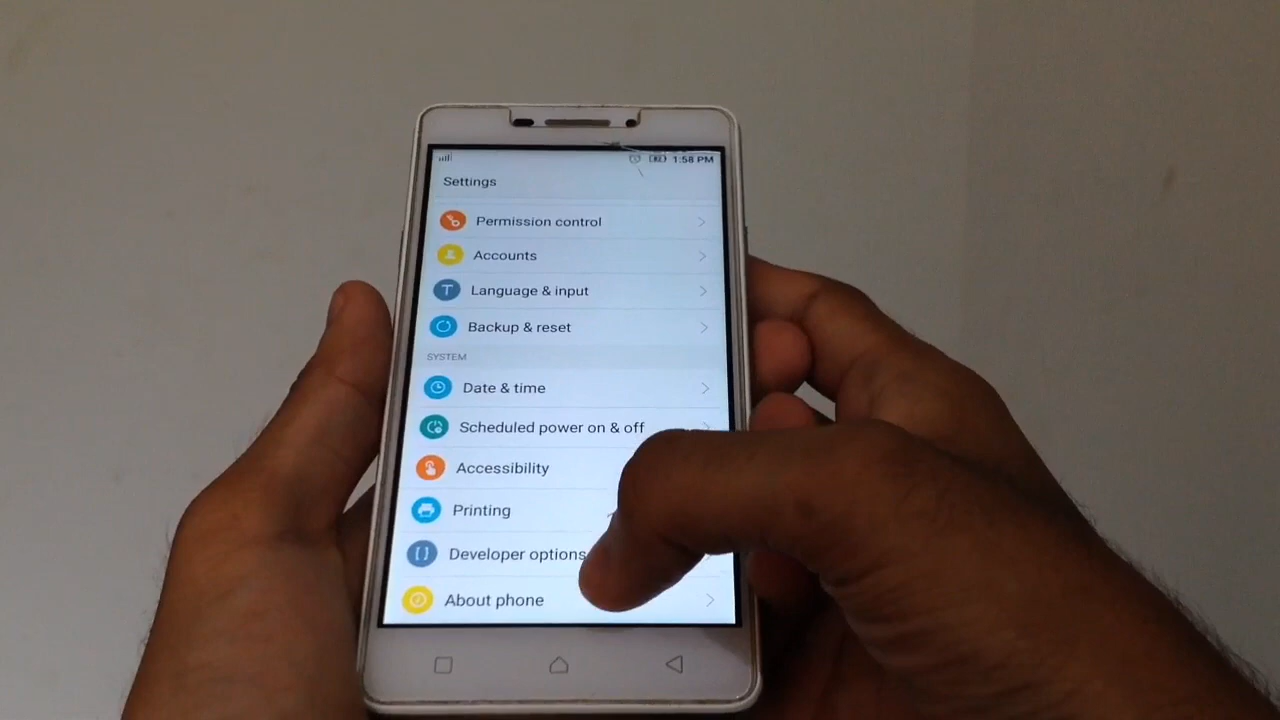 1:58 PM
Settings
Permission control
Accounts
Language & input
Backup & reset
SYSTEM
Date & time
Scheduled power on & off
Accessibility
Printing
Developer options
About phone